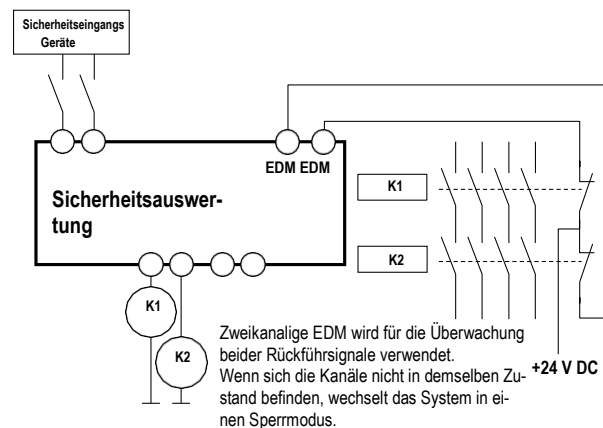 Sicherheitseingangs
Geräte
EDM EDM
Sicherheitsauswer-
tung
K1
K2
K1
K2
Zweikanalige EDM wird für die Überwachung
beider Rückführsignale verwendet.
Wenn sich die Kanäle nicht in demselben Zu-
stand befinden, wechselt das System in ei-
nen Sperrmodus.
+24 V DC